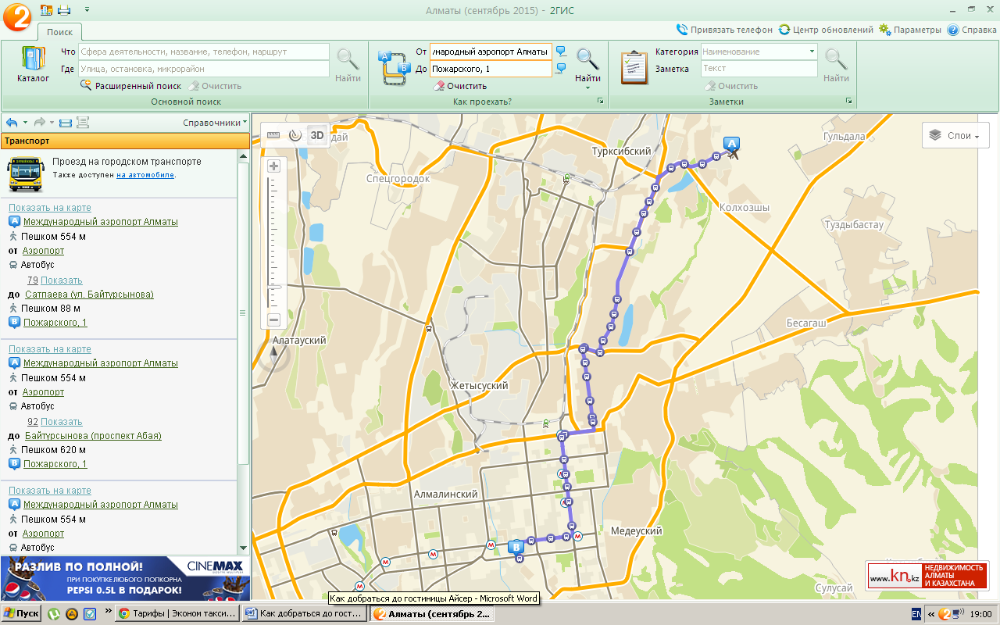 Алматы (сентябрь 2015) - 2ГИС
Поиск
Привязать телефон
Центр обновлений
Параметры
Справка
Каталог
Что
Сфера деятельности, название, телефон, маршрут
Где
Улица, остановка, микрорайон
Расширенный поиск
Очистить
Найти
Основной поиск
От
народный аэропорт Алматы
До
Пожарского, 1
Очистить
Найти
Как проехать?
Категория
Наименование
Заметка
Текст
Очистить
Найти
Заметки
Справочники
Транспорт
Проезд на городском транспорте
Также доступен на автомобиле.
Показать на карте
A Международный аэропорт Алматы
Пешком 554 м
от Аэропорт
Автобус
79 Показать
до Сатпаева (ул. Байтурсынова)
Пешком 88 м
B Пожарского, 1
Показать на карте
A Международный аэропорт Алматы
Пешком 554 м
от Аэропорт
Автобус
92 Показать
до Байтурсынова (проспект Абая)
Пешком 620 м
B Пожарского, 1
Показать на карте
A Международный аэропорт Алматы
Пешком 554 м
от Аэропорт
Автобус
РАЗЛИВ ПО ПОЛНОЙ!
CINEMAX
ПРИ ПОКУПКЕ ЛЮБОГО ПОПКОРНА
PEPSI 0.5L В ПОДАРОК!
3D
дай
Слои
Турксибский
A
Гульдала
Спецгородок
Колхозшы
Туздыбастау
Бесагаш
Алатауский
Жетысуский
Алмалинский
Медеуский
B
M
M
M
M
M
Сулусай
www.kn.kz
НЕДВИЖИМОСТЬ
АЛМАТЫ
И КАЗАХСТАНА
Как добраться до гостиницы Айсер - Microsoft Word
Пуск
Тарифы | Эконом такси...
Как добраться до гост...
Алматы (сентябрь 2...
EN
19:00